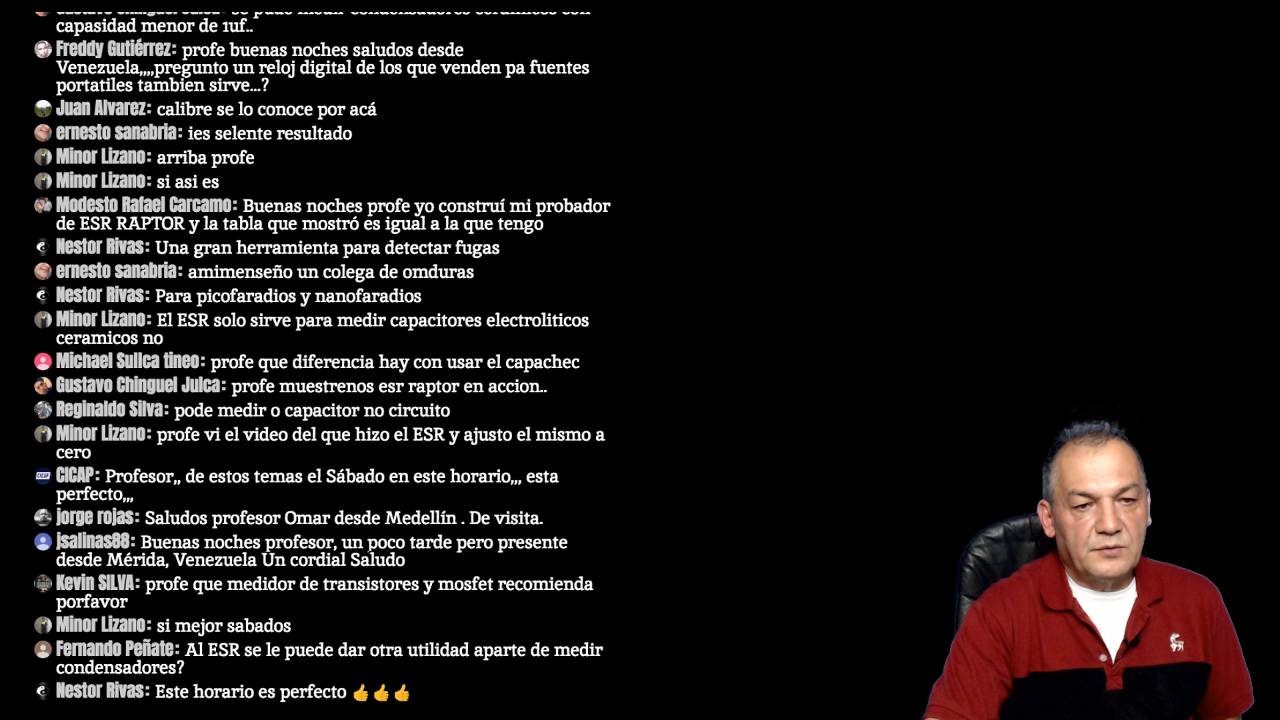 capasidad menor de 1uf..
Freddy Gutiérrez: profe buenas noches saludos desde
Venezuela,,,,pregunto un reloj digital de los que venden pa fuentes
portatiles tambien sirve...?
Juan Alvarez: calibre se lo conoce por acá
ernesto sanabria: ies selente resultado
Minor Lizano: arriba profe
Minor Lizano: si asi es
Modesto Rafael Carcamo: Buenas noches profe yo construí mi probador
de ESR RAPTOR y la tabla que mostró es igual a la que tengo
Nestor Rivas: Una gran herramienta para detectar fugas
ernesto sanabria: amimenseño un colega de omduras
Nestor Rivas: Para picofaradios y nanofaradios
Minor Lizano: El ESR solo sirve para medir capacitores electroliticos
ceramicos no
Michael Sullca tineo: profe que diferencia hay con usar el capachec
Gustavo Chinguel Julca: profe muestrenos esr raptor en accion..
Reginaldo Silva: pode medir o capacitor no circuito
Minor Lizano: profe vi el video del que hizo el ESR y ajusto el mismo a
cero
CICAP: Profesor,, de estos temas el Sábado en este horario,,, esta
perfecto,,,
jorge rojas: Saludos profesor Omar desde Medellín . De visita.
jsalinas88: Buenas noches profesor, un poco tarde pero presente
desde Mérida, Venezuela Un cordial Saludo
Kevin SILVA: profe que medidor de transistores y mosfet recomienda
porfavor
Minor Lizano: si mejor sabados
Fernando Peñate: Al ESR se le puede dar otra utilidad aparte de medir
condensadores?
Nestor Rivas: Este horario es perfecto 👍👍👍